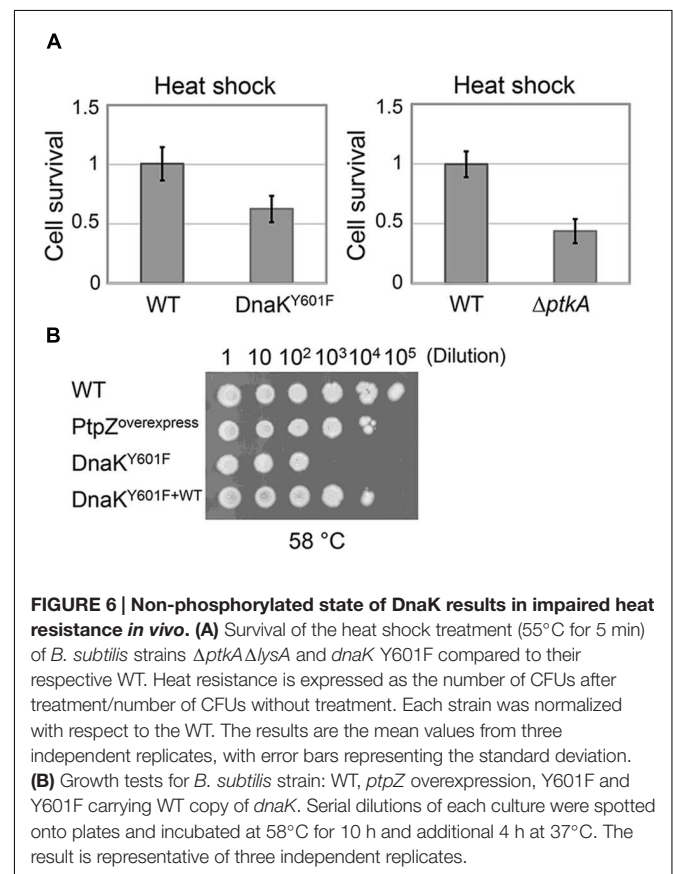 A
Heat shock
Heat shock
Cell survival
1.5
1
0.5
0
WT
DnaK^Y601F
Cell survival
1.5
1
0.5
0
WT
ΔptkA
B
1 10 10² 10³ 10⁴ 10⁵ (Dilution)
WT
PtpZ^overexpress
DnaK^Y601F
DnaK^Y601F+WT
58 °C
FIGURE 6 | Non-phosphorylated state of DnaK results in impaired heat
resistance in vivo. (A) Survival of the heat shock treatment (55°C for 5 min)
of B. subtilis strains ΔptkAΔlysA and dnaK Y601F compared to their
respective WT. Heat resistance is expressed as the number of CFUs after
treatment/number of CFUs without treatment. Each strain was normalized
with respect to the WT. The results are the mean values from three
independent replicates, with error bars representing the standard deviation.
(B) Growth tests for B. subtilis strain: WT, ptpZ overexpression, Y601F and
Y601F carrying WT copy of dnaK. Serial dilutions of each culture were spotted
onto plates and incubated at 58°C for 10 h and additional 4 h at 37°C. The
result is representative of three independent replicates.